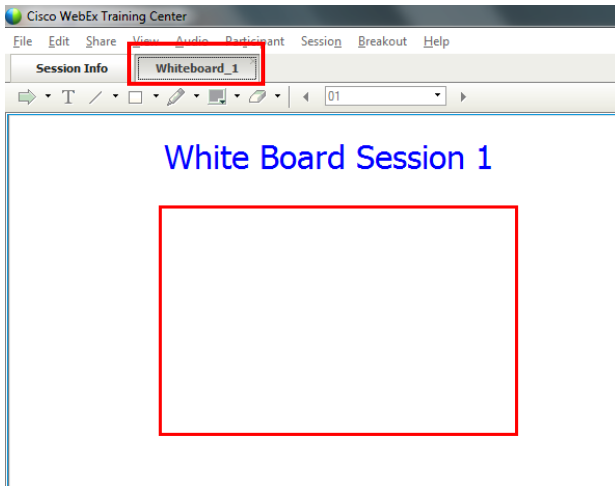 Cisco WebEx Training Center
File Edit Share View Audio Participant Session Breakout Help
Session Info Whiteboard_1
T 01
White Board Session 1